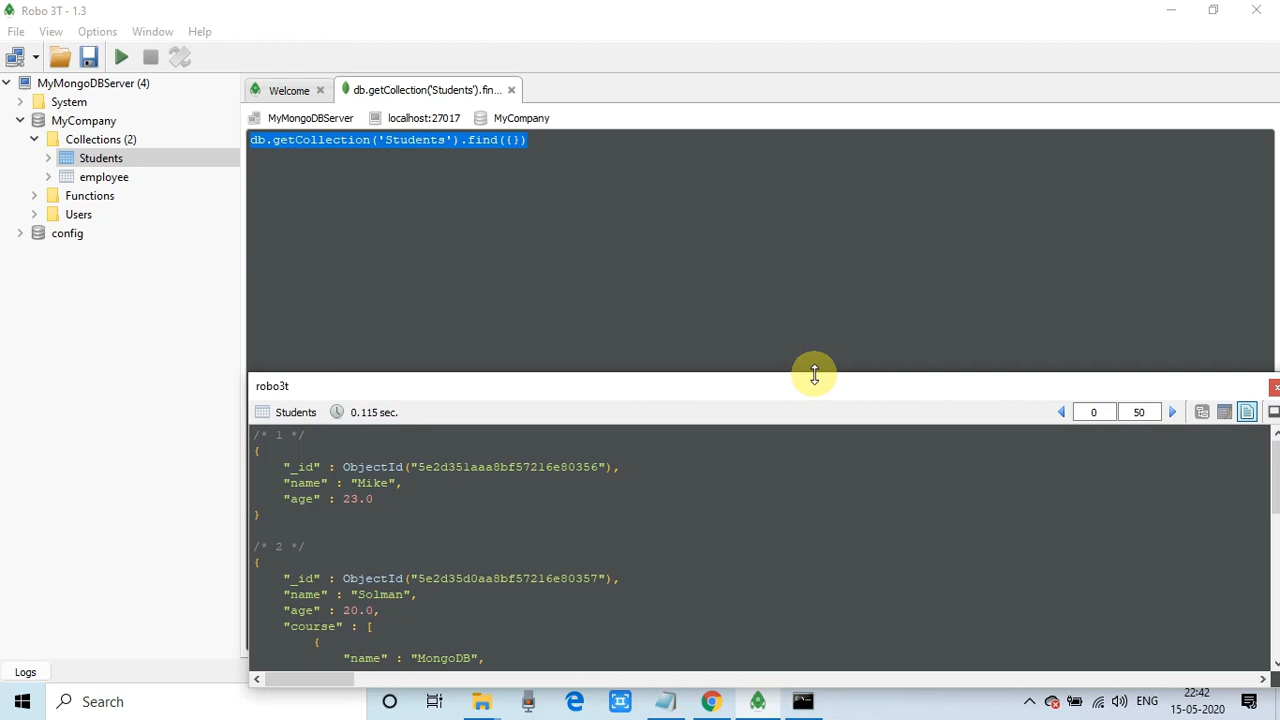 Robo 3T - 1.3
File View Options Window Help
MyMongoDBServer (4)
System
MyCompany
Collections (2)
Students
employee
Functions
Users
config
Welcome
db.getCollection('Students').fin...
MyMongoDBServer localhost:27017 MyCompany
db.getCollection('Students').find({})
robo3t
Students 0.115 sec. 0 50
/* 1 */
{
"_id" : ObjectId("5e2d351aaa8bf57216e80356"),
"name" : "Mike",
"age" : 23.0
}
/* 2 */
{
"_id" : ObjectId("5e2d35d0aa8bf57216e80357"),
"name" : "Solman",
"age" : 20.0,
"course" : [
{
"name" : "MongoDB",
Logs
Search
ENG
22:42
15-05-2020